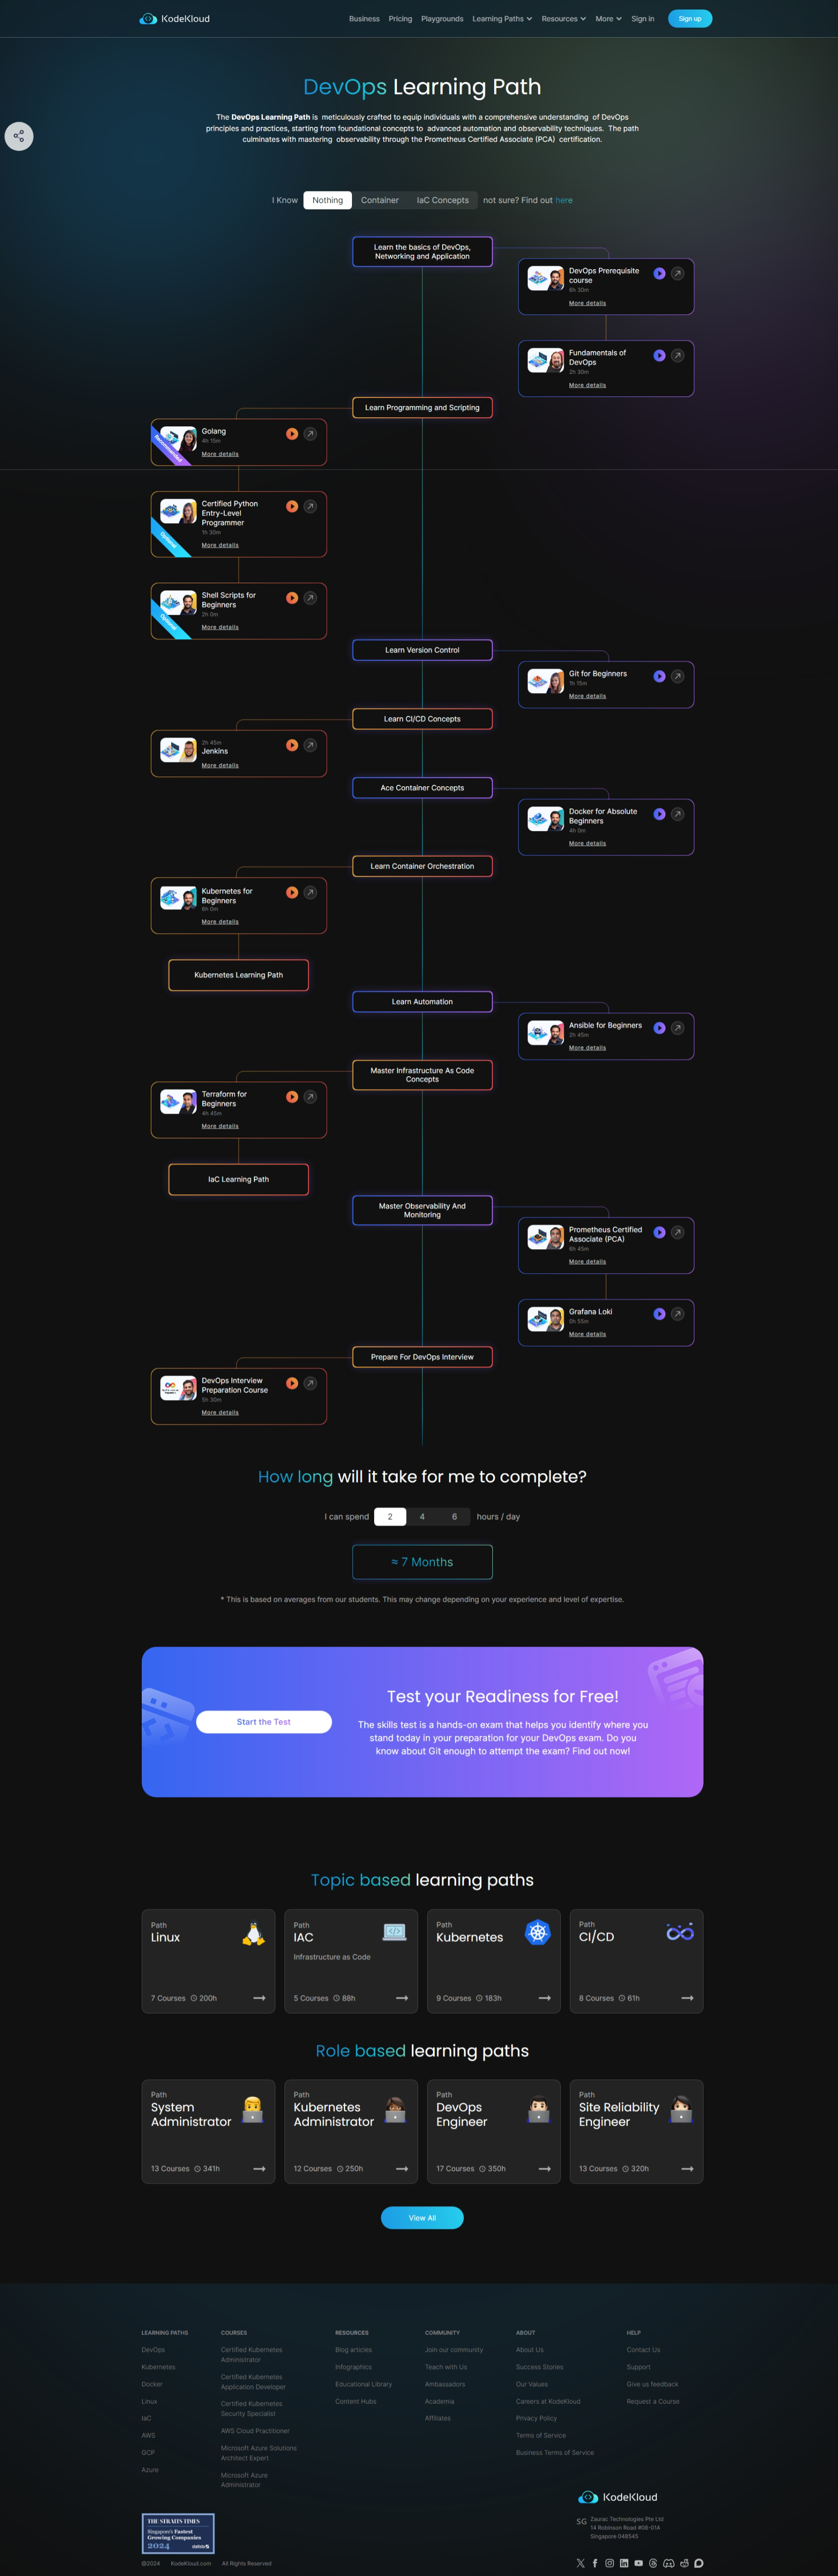 KodeKloud
Business Pricing Playgrounds Learning Paths Resources More Sign in Sign up
DevOps Learning Path
The DevOps Learning Path is meticulously crafted to equip individuals with a comprehensive understanding of DevOps
principles and practices, starting from foundational concepts to advanced automation and observability techniques. The path
culminates with mastering observability through the Prometheus Certified Associate (PCA) certification.
I Know Nothing Container IaC Concepts not sure? Find out here
Learn the basics of DevOps,
Networking and Application
DevOps Prerequisite
course
6h 30m
More details
Fundamentals of
DevOps
2h 30m
More details
Learn Programming and Scripting
Golang
4h 15m
More details
Recommended
Certified Python
Entry-Level
Programmer
1h 30m
More details
Optional
Shell Scripts for
Beginners
2h 0m
More details
Optional
Learn Version Control
Git for Beginners
1h 15m
More details
Learn CI/CD Concepts
2h 45m
Jenkins
More details
Ace Container Concepts
Docker for Absolute
Beginners
4h 0m
More details
Learn Container Orchestration
Kubernetes for
Beginners
6h 0m
More details
Kubernetes Learning Path
Learn Automation
Ansible for Beginners
2h 45m
More details
Master Infrastructure As Code
Concepts
Terraform for
Beginners
4h 45m
More details
IaC Learning Path
Master Observability And
Monitoring
Prometheus Certified
Associate (PCA)
6h 45m
More details
Grafana Loki
0h 55m
More details
Prepare For DevOps Interview
DevOps Interview
Preparation Course
5h 30m
More details
How long will it take for me to complete?
I can spend 2 4 6 hours / day
≈ 7 Months
* This is based on averages from our students. This may change depending on your experience and level of expertise.
Test your Readiness for Free!
Start the Test
The skills test is a hands-on exam that helps you identify where you
stand today in your preparation for your DevOps exam. Do you
know about Git enough to attempt the exam? Find out now!
Topic based learning paths
Path
Linux
7 Courses 200h
Path
IAC
Infrastructure as Code
5 Courses 88h
Path
Kubernetes
9 Courses 183h
Path
CI/CD
8 Courses 61h
Role based learning paths
Path
System
Administrator
13 Courses 341h
Path
Kubernetes
Administrator
12 Courses 250h
Path
DevOps
Engineer
17 Courses 350h
Path
Site Reliability
Engineer
13 Courses 320h
View All
LEARNING PATHS
DevOps
Kubernetes
Docker
Linux
IaC
AWS
GCP
Azure
COURSES
Certified Kubernetes
Administrator
Certified Kubernetes
Application Developer
Certified Kubernetes
Security Specialist
AWS Cloud Practitioner
Microsoft Azure Solutions
Architect Expert
Microsoft Azure
Administrator
RESOURCES
Blog articles
Infographics
Educational Library
Content Hubs
COMMUNITY
Join our community
Teach with Us
Ambassadors
Academia
Affiliates
ABOUT
About Us
Success Stories
Our Values
Careers at KodeKloud
Privacy Policy
Terms of Service
Business Terms of Service
HELP
Contact Us
Support
Give us feedback
Request a Course
KodeKloud
SG Zaurac Technologies Pte Ltd
14 Robinson Road #08-01A
Singapore 048545
THE STRAITS TIMES
Singapore's Fastest
Growing Companies
2024 statista
@2024 KodeKloud.com All Rights Reserved